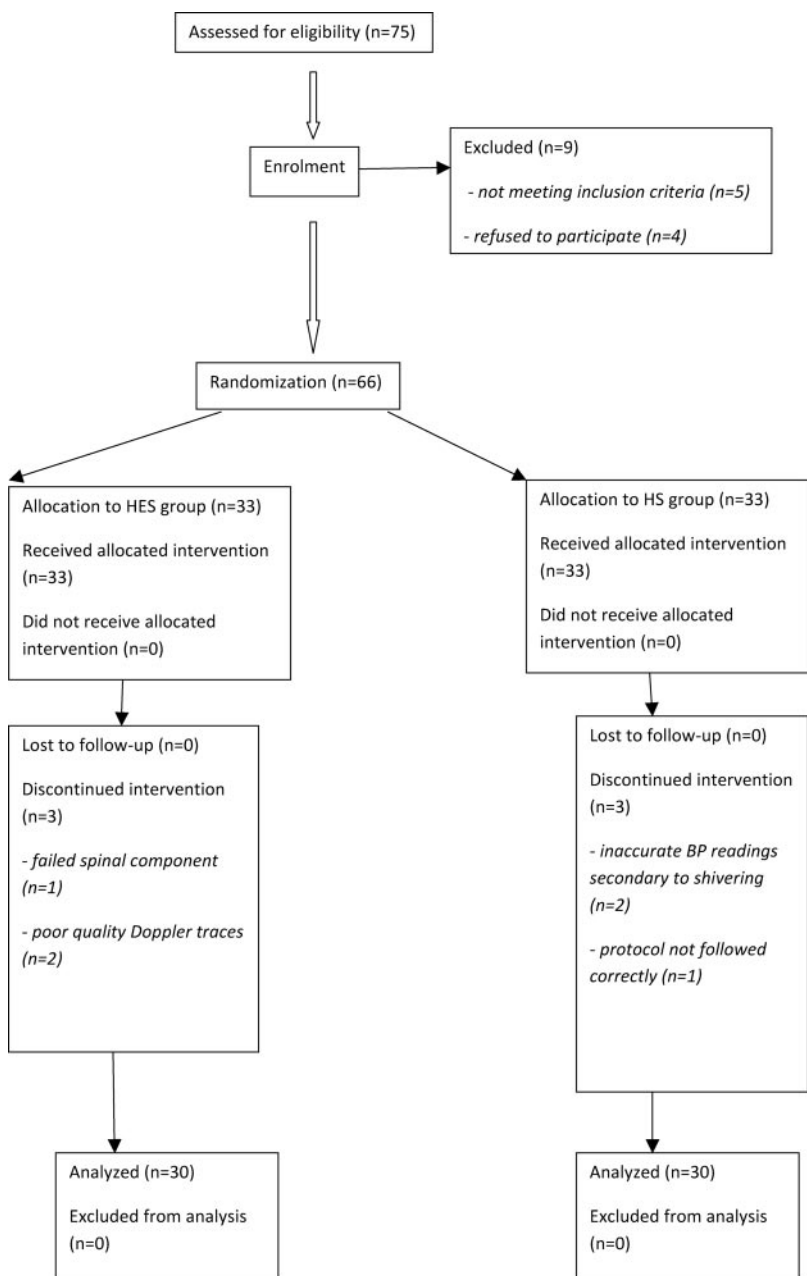 Assessed for eligibility (n=75)
Enrolment
Excluded (n=9)
- not meeting inclusion criteria (n=5)
- refused to participate (n=4)
Randomization (n=66)
Allocation to HES group (n=33)
Received allocated intervention
(n=33)
Did not receive allocated
intervention (n=0)
Allocation to HS group (n=33)
Received allocated intervention
(n=33)
Did not receive allocated
intervention (n=0)
Lost to follow-up (n=0)
Discontinued intervention
(n=3)
- failed spinal component
(n=1)
- poor quality Doppler traces
(n=2)
Lost to follow-up (n=0)
Discontinued intervention
(n=3)
- inaccurate BP readings
secondary to shivering
(n=2)
- protocol not followed
correctly (n=1)
Analyzed (n=30)
Excluded from analysis
(n=0)
Analyzed (n=30)
Excluded from analysis
(n=0)